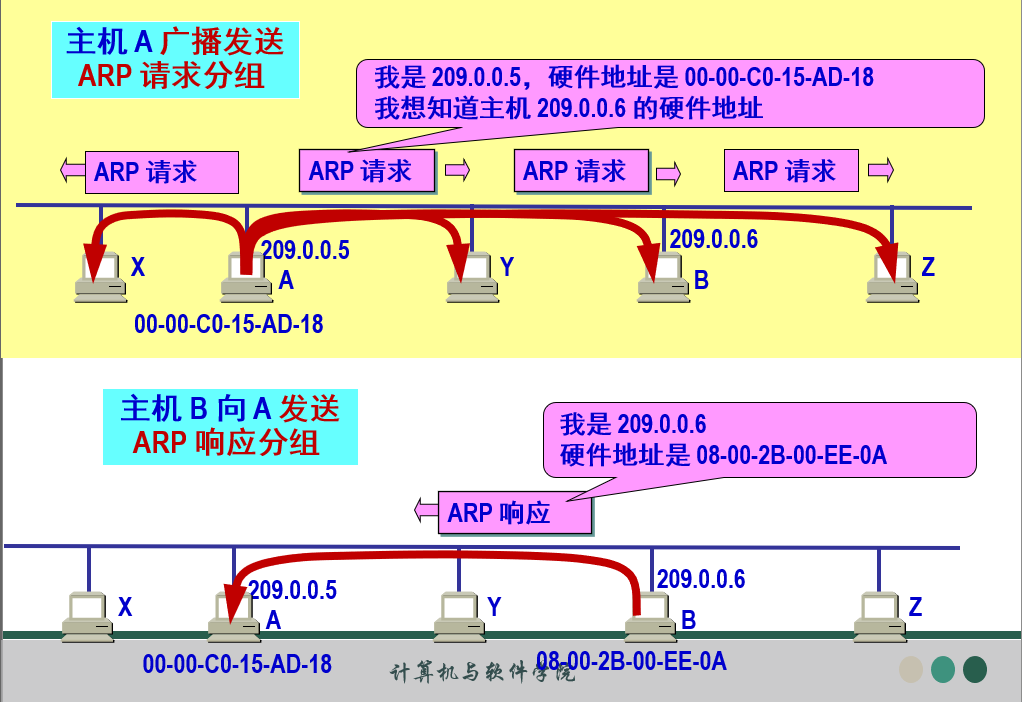 主机 A 广播发送
ARP 请求分组
我是 209.0.0.5，硬件地址是 00-00-C0-15-AD-18
我想知道主机 209.0.0.6 的硬件地址
ARP 请求
ARP 请求
ARP 请求
ARP 请求
209.0.0.5
209.0.0.6
X
A
Y
B
Z
00-00-C0-15-AD-18
主机 B 向 A 发送
ARP 响应分组
我是 209.0.0.6
硬件地址是 08-00-2B-00-EE-0A
ARP 响应
209.0.0.5
209.0.0.6
X
A
Y
B
Z
00-00-C0-15-AD-18
08-00-2B-00-EE-0A
计算机与软件学院